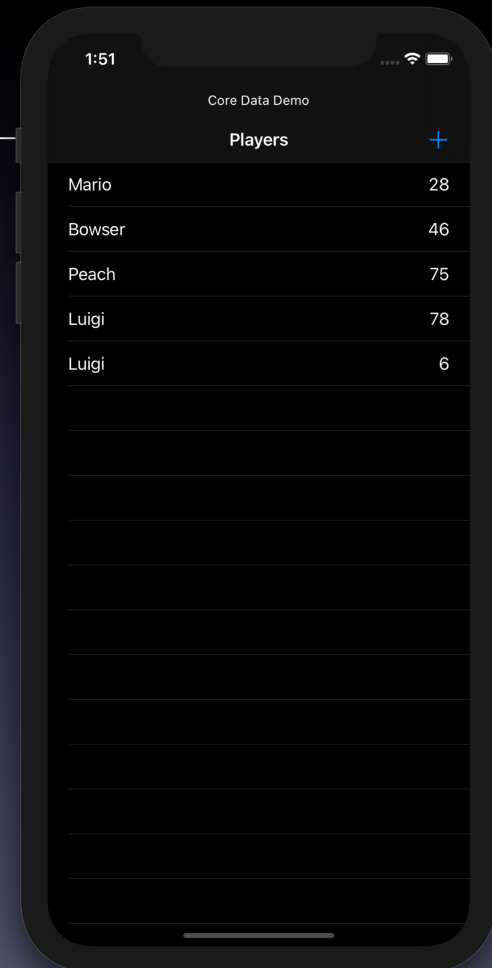 1:51
Core Data Demo
Players +
Mario 28
Bowser 46
Peach 75
Luigi 78
Luigi 6